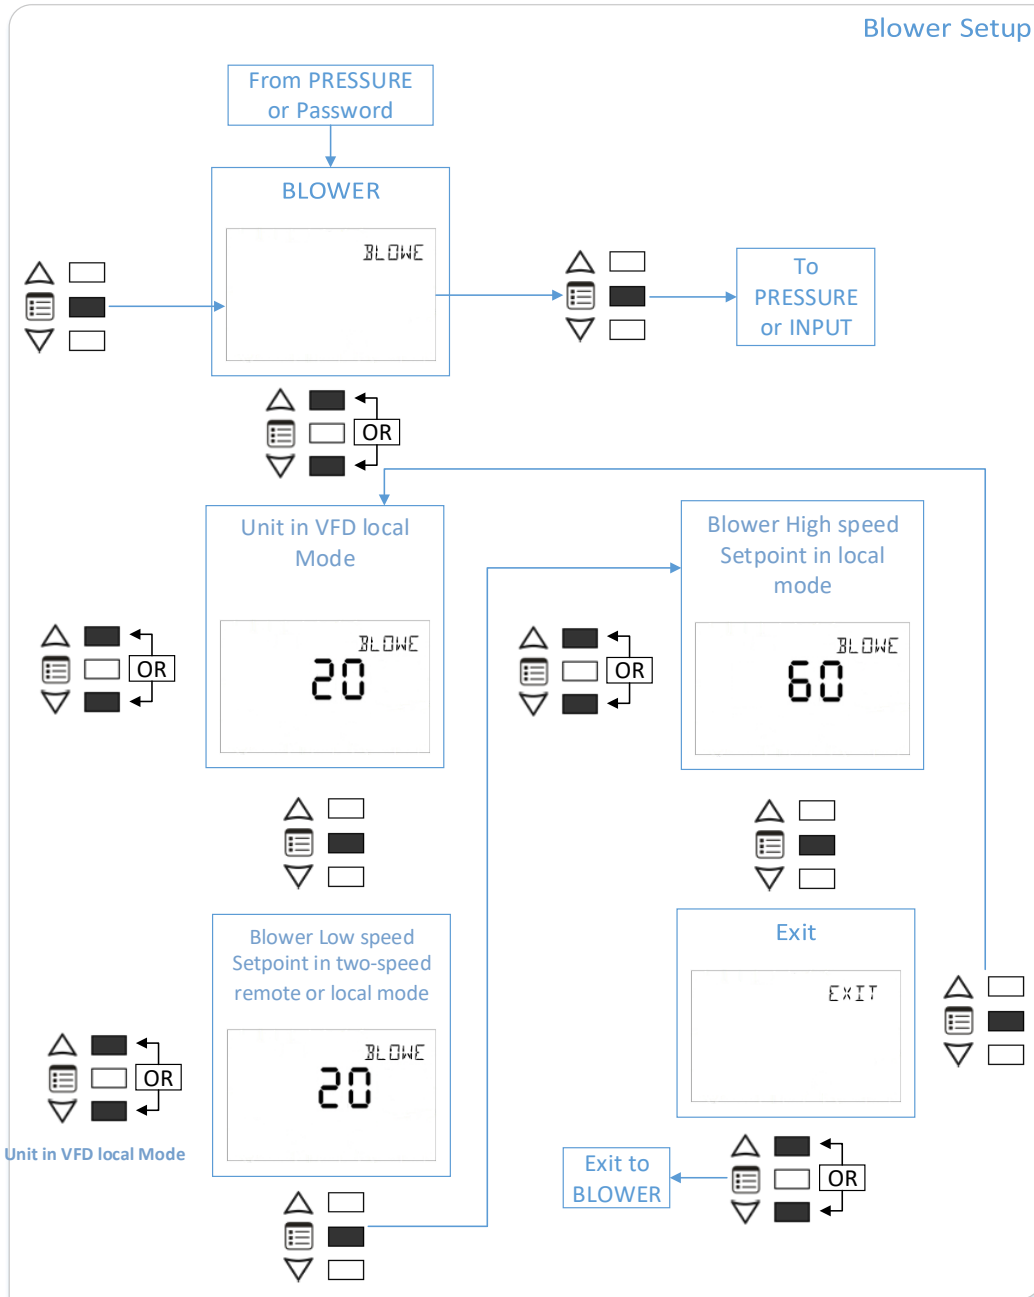 Blower Setup
From PRESSURE
or Password
BLOWER
BLOWE
To
PRESSURE
or INPUT
OR
Unit in VFD local
Mode
BLOWE
20
OR
Blower High speed
Setpoint in local
mode
BLOWE
60
OR
Blower Low speed
Setpoint in two-speed
remote or local mode
BLOWE
20
OR
Unit in VFD local Mode
Exit
EXIT
Exit to
BLOWER
OR